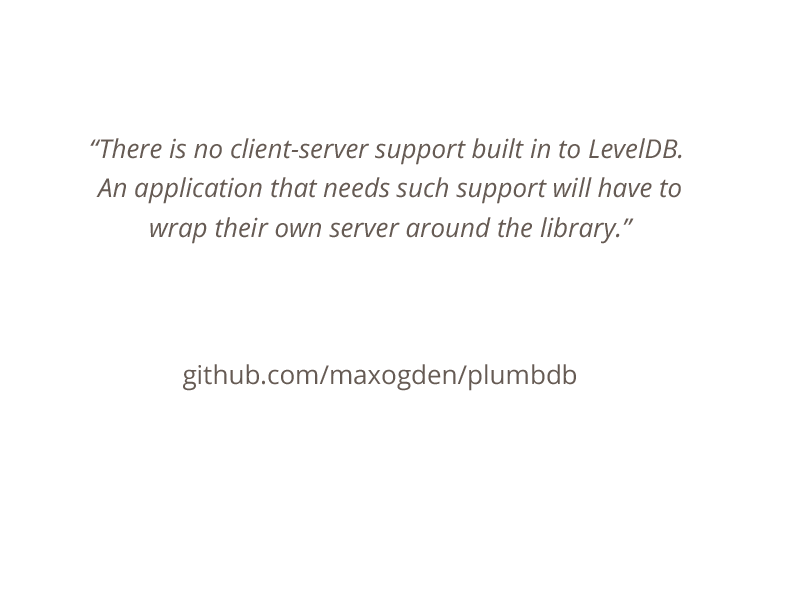 “There is no client-server support built in to LevelDB.
An application that needs such support will have to
wrap their own server around the library.”
github.com/maxogden/plumbdb